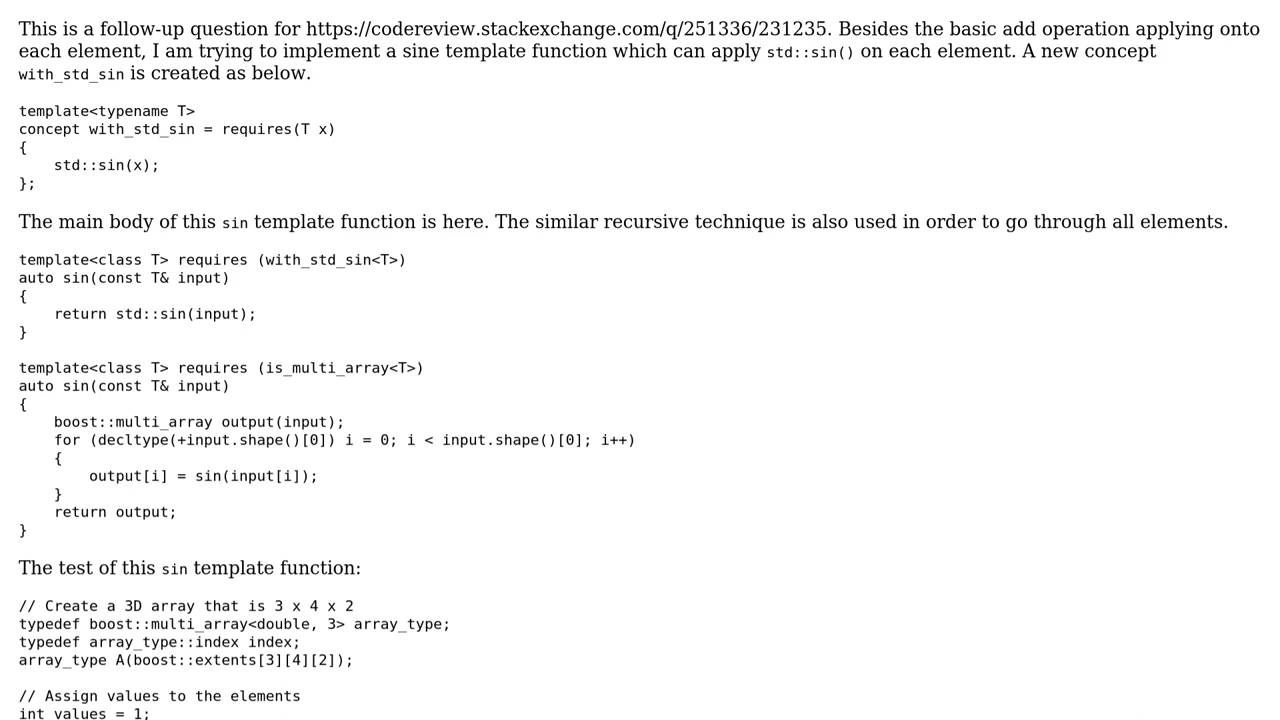 This is a follow-up question for https://codereview.stackexchange.com/q/251336/231235. Besides the basic add operation applying onto
each element, I am trying to implement a sine template function which can apply std::sin() on each element. A new concept
with_std_sin is created as below.
template<typename T>
concept with_std_sin = requires(T x)
{
    std::sin(x);
};
The main body of this sin template function is here. The similar recursive technique is also used in order to go through all elements.
template<class T> requires (with_std_sin<T>)
auto sin(const T& input)
{
    return std::sin(input);
}
template<class T> requires (is_multi_array<T>)
auto sin(const T& input)
{
    boost::multi_array output(input);
    for (decltype(+input.shape()[0]) i = 0; i < input.shape()[0]; i++)
    {
        output[i] = sin(input[i]);
    }
    return output;
}
The test of this sin template function:
// Create a 3D array that is 3 x 4 x 2
typedef boost::multi_array<double, 3> array_type;
typedef array_type::index index;
array_type A(boost::extents[3][4][2]);
// Assign values to the elements
int values = 1;